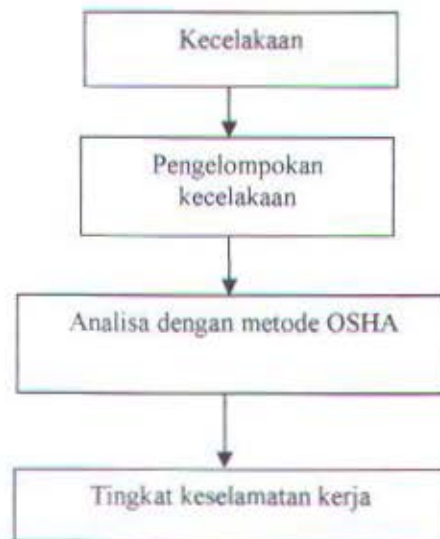 Kecelakaan
Pengelompokan
kecelakaan
Analisa dengan metode OSHA
Tingkat keselamatan kerja